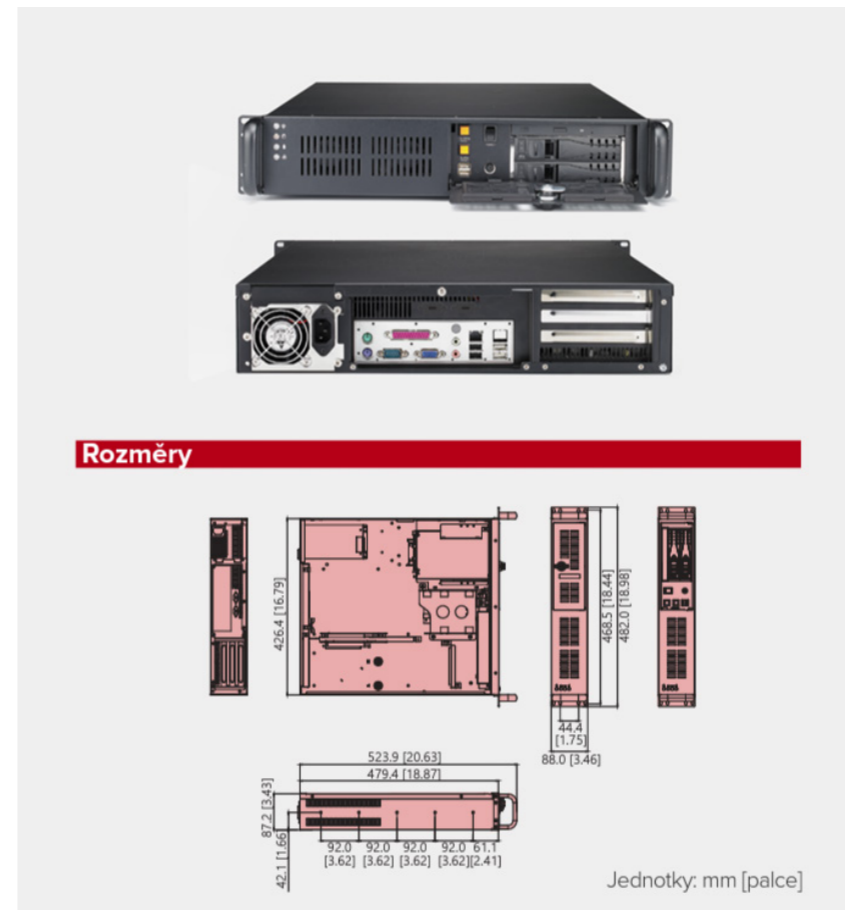 Rozměry
426.4 [16.79]
468.5 [18.44]
482.0 [18.98]
44.4
[1.75]
88.0 [3.46]
523.9 [20.63]
479.4 [18.87]
87.2 [3.43]
42.1 [1.66]
92.0 92.0 92.0 92.0 61.1
[3.62] [3.62] [3.62] [3.62][2.41]
Jednotky: mm [palce]